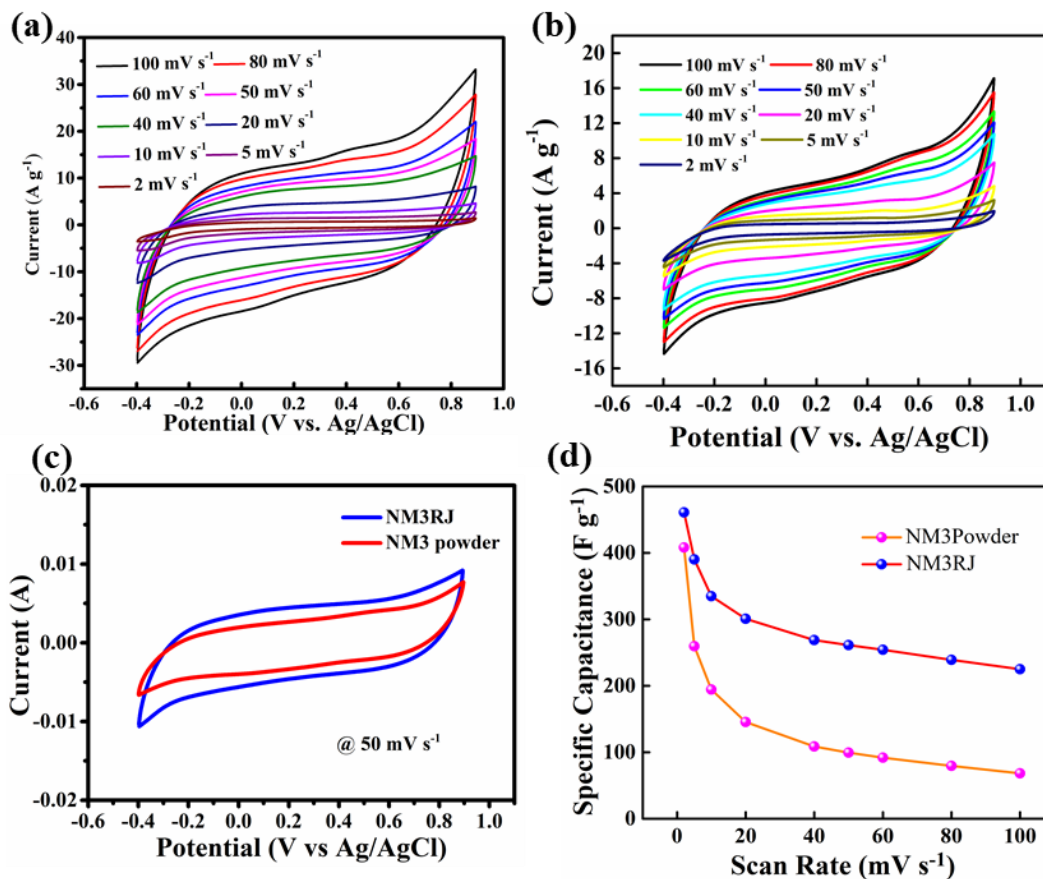 (a)
40
30
20
10
0
-10
-20
-30
Current (A g⁻¹)
100 mV s⁻¹ 80 mV s⁻¹
60 mV s⁻¹ 50 mV s⁻¹
40 mV s⁻¹ 20 mV s⁻¹
10 mV s⁻¹ 5 mV s⁻¹
2 mV s⁻¹
-0.6 -0.4 -0.2 0.0 0.2 0.4 0.6 0.8 1.0
Potential (V vs. Ag/AgCl)
(b)
20
16
12
8
4
0
-4
-8
-12
-16
Current (A g⁻¹)
100 mV s⁻¹ 80 mV s⁻¹
60 mV s⁻¹ 50 mV s⁻¹
40 mV s⁻¹ 20 mV s⁻¹
10 mV s⁻¹ 5 mV s⁻¹
2 mV s⁻¹
-0.6 -0.4 -0.2 0.0 0.2 0.4 0.6 0.8 1.0
Potential (V vs. Ag/AgCl)
(c)
0.02
0.01
0.00
-0.01
-0.02
Current (A)
NM3RJ
NM3 powder
@ 50 mV s⁻¹
-0.6 -0.4 -0.2 0.0 0.2 0.4 0.6 0.8 1.0
Potential (V vs Ag/AgCl)
(d)
500
400
300
200
100
0
Specific Capacitance (F g⁻¹)
NM3Powder
NM3RJ
0 20 40 60 80 100
Scan Rate (mV s⁻¹)